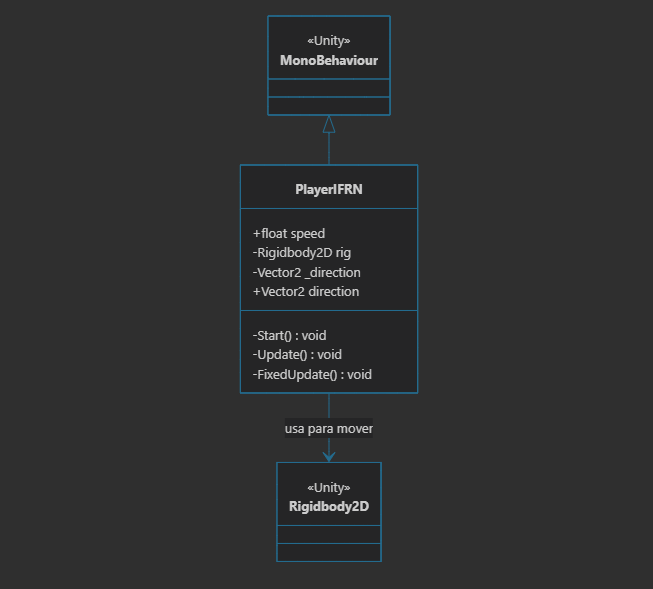 «Unity»
MonoBehaviour
PlayerIFRN
+float speed
-Rigidbody2D rig
-Vector2 _direction
+Vector2 direction
-Start() : void
-Update() : void
-FixedUpdate() : void
usa para mover
«Unity»
Rigidbody2D